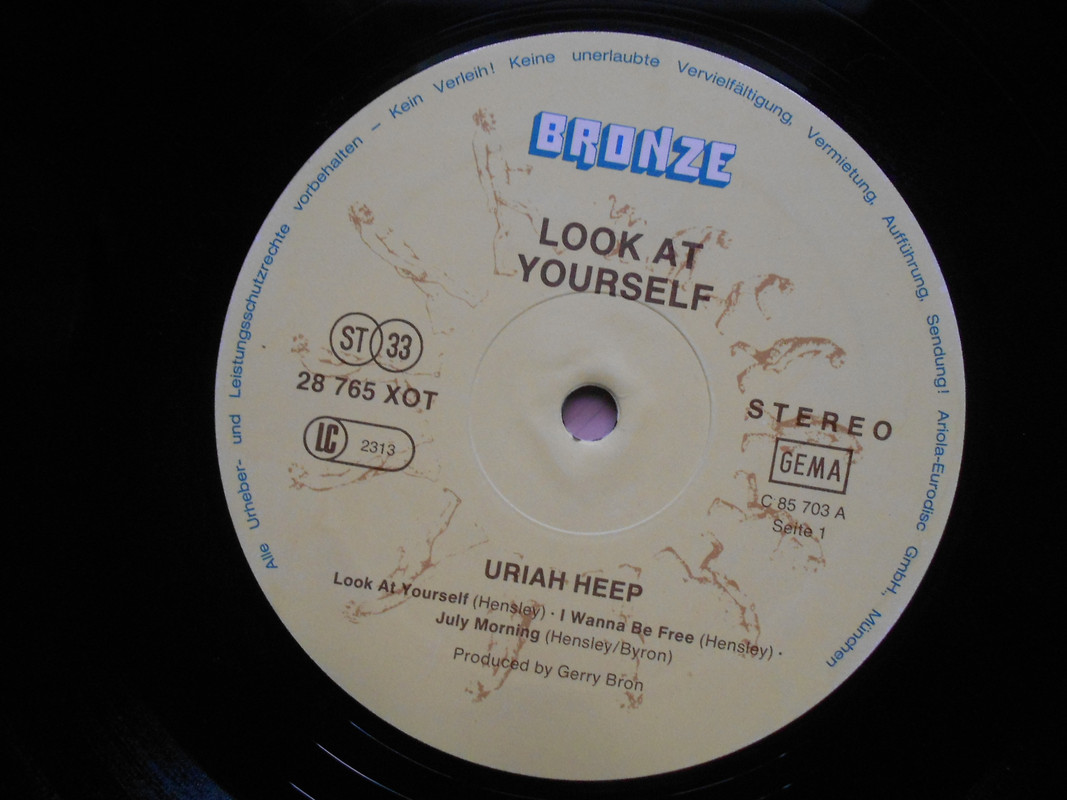 Alle Urheber- und Leistungsschutzrechte vorbehalten – Kein Verleih! Keine unerlaubte Vervielfältigung, Vermietung, Aufführung, Sendung! Ariola-Eurodisc GmbH., München
BRONZE
LOOK AT
YOURSELF
ST 33
28 765 XOT
LC 2313
STEREO
GEMA
C 85 703 A
Seite 1
URIAH HEEP
Look At Yourself (Hensley) · I Wanna Be Free (Hensley) ·
July Morning (Hensley/Byron)
Produced by Gerry Bron